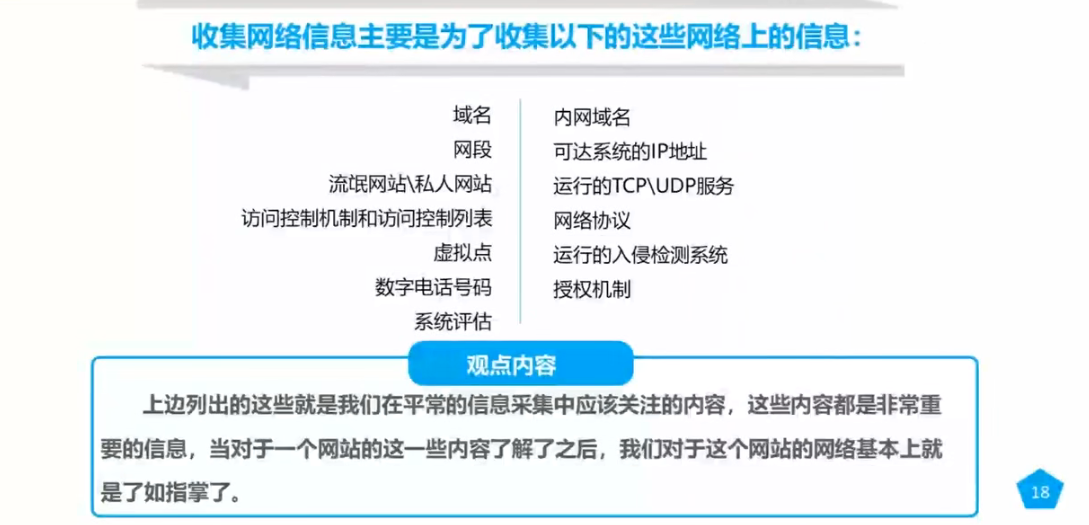 收集网络信息主要是为了收集以下的这些网络上的信息：
域名
网段
流氓网站\私人网站
访问控制机制和访问控制列表
虚拟点
数字电话号码
系统评估
内网域名
可达系统的IP地址
运行的TCP\UDP服务
网络协议
运行的入侵检测系统
授权机制
观点内容
上边列出的这些就是我们在平常的信息采集中应该关注的内容，这些内容都是非常重
要的信息，当对于一个网站的这一些内容了解了之后，我们对于这个网站的网络基本上就
是了如指掌了。
18